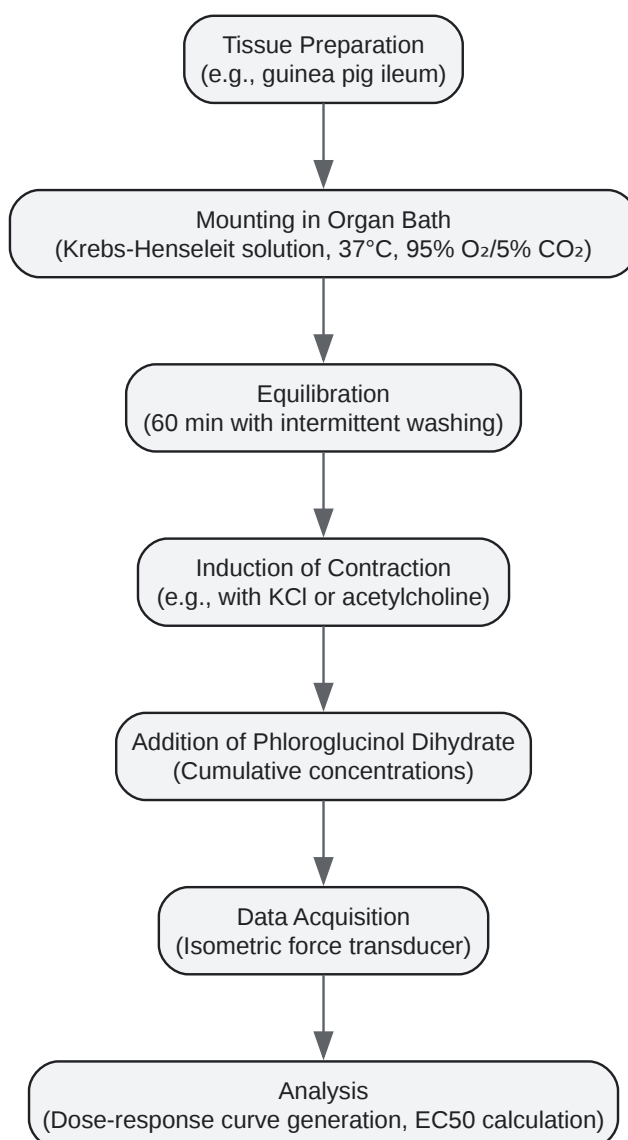 Tissue Preparation
(e.g., guinea pig ileum)
Mounting in Organ Bath
(Krebs-Henseleit solution, 37°C, 95% O₂/5% CO₂)
Equilibration
(60 min with intermittent washing)
Induction of Contraction
(e.g., with KCl or acetylcholine)
Addition of Phloroglucinol Dihydrate
(Cumulative concentrations)
Data Acquisition
(Isometric force transducer)
Analysis
(Dose-response curve generation, EC50 calculation)